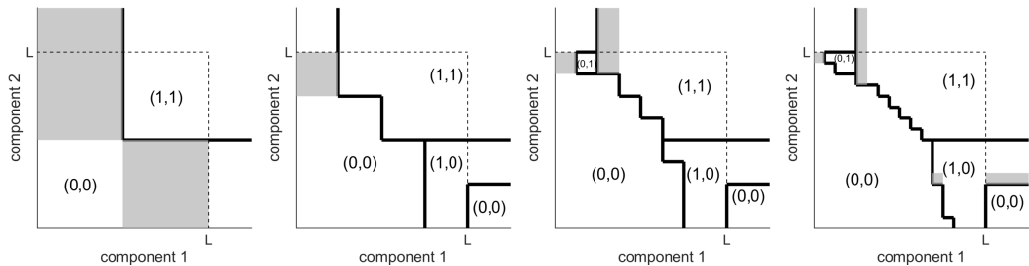 component 2
L
(1,1)
(0,0)
L
component 1
component 2
L
(1,1)
(0,0)
(1,0)
(0,0)
L
component 1
component 2
L
(0,1
(1,1)
(0,0)
(1,0)
(0,0)
L
component 1
component 2
L
(0,1)
(1,1)
(0,0)
(1,0)
(0,0)
L
component 1